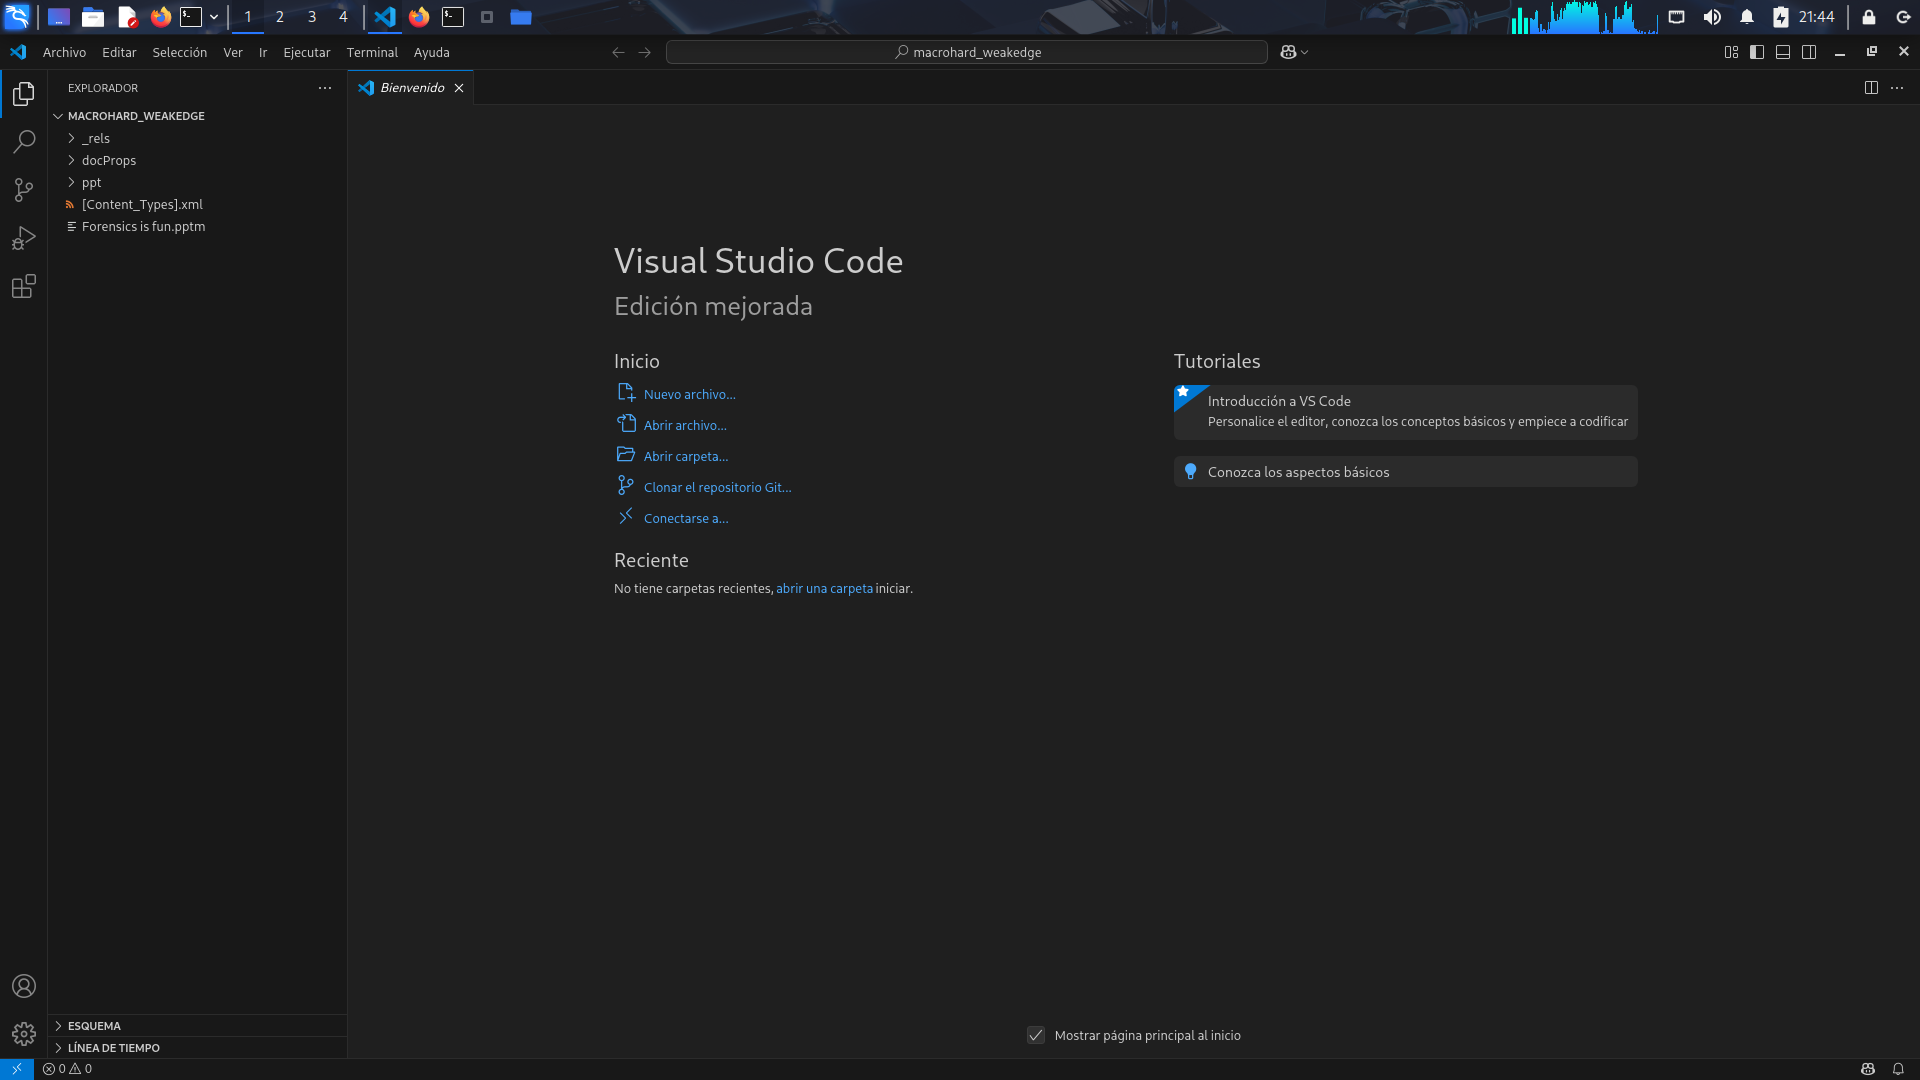 1 2 3 4
21:44
Archivo Editar Selección Ver Ir Ejecutar Terminal Ayuda
macrohard_weakedge
EXPLORADOR
Bienvenido
MACROHARD_WEAKEDGE
_rels
docProps
ppt
[Content_Types].xml
Forensics is fun.pptm
Visual Studio Code
Edición mejorada
Inicio
Nuevo archivo...
Abrir archivo...
Abrir carpeta...
Clonar el repositorio Git...
Conectarse a...
Reciente
No tiene carpetas recientes, abrir una carpeta iniciar.
Tutoriales
Introducción a VS Code
Personalice el editor, conozca los conceptos básicos y empiece a codificar
Conozca los aspectos básicos
ESQUEMA
LÍNEA DE TIEMPO
Mostrar página principal al inicio
0 0